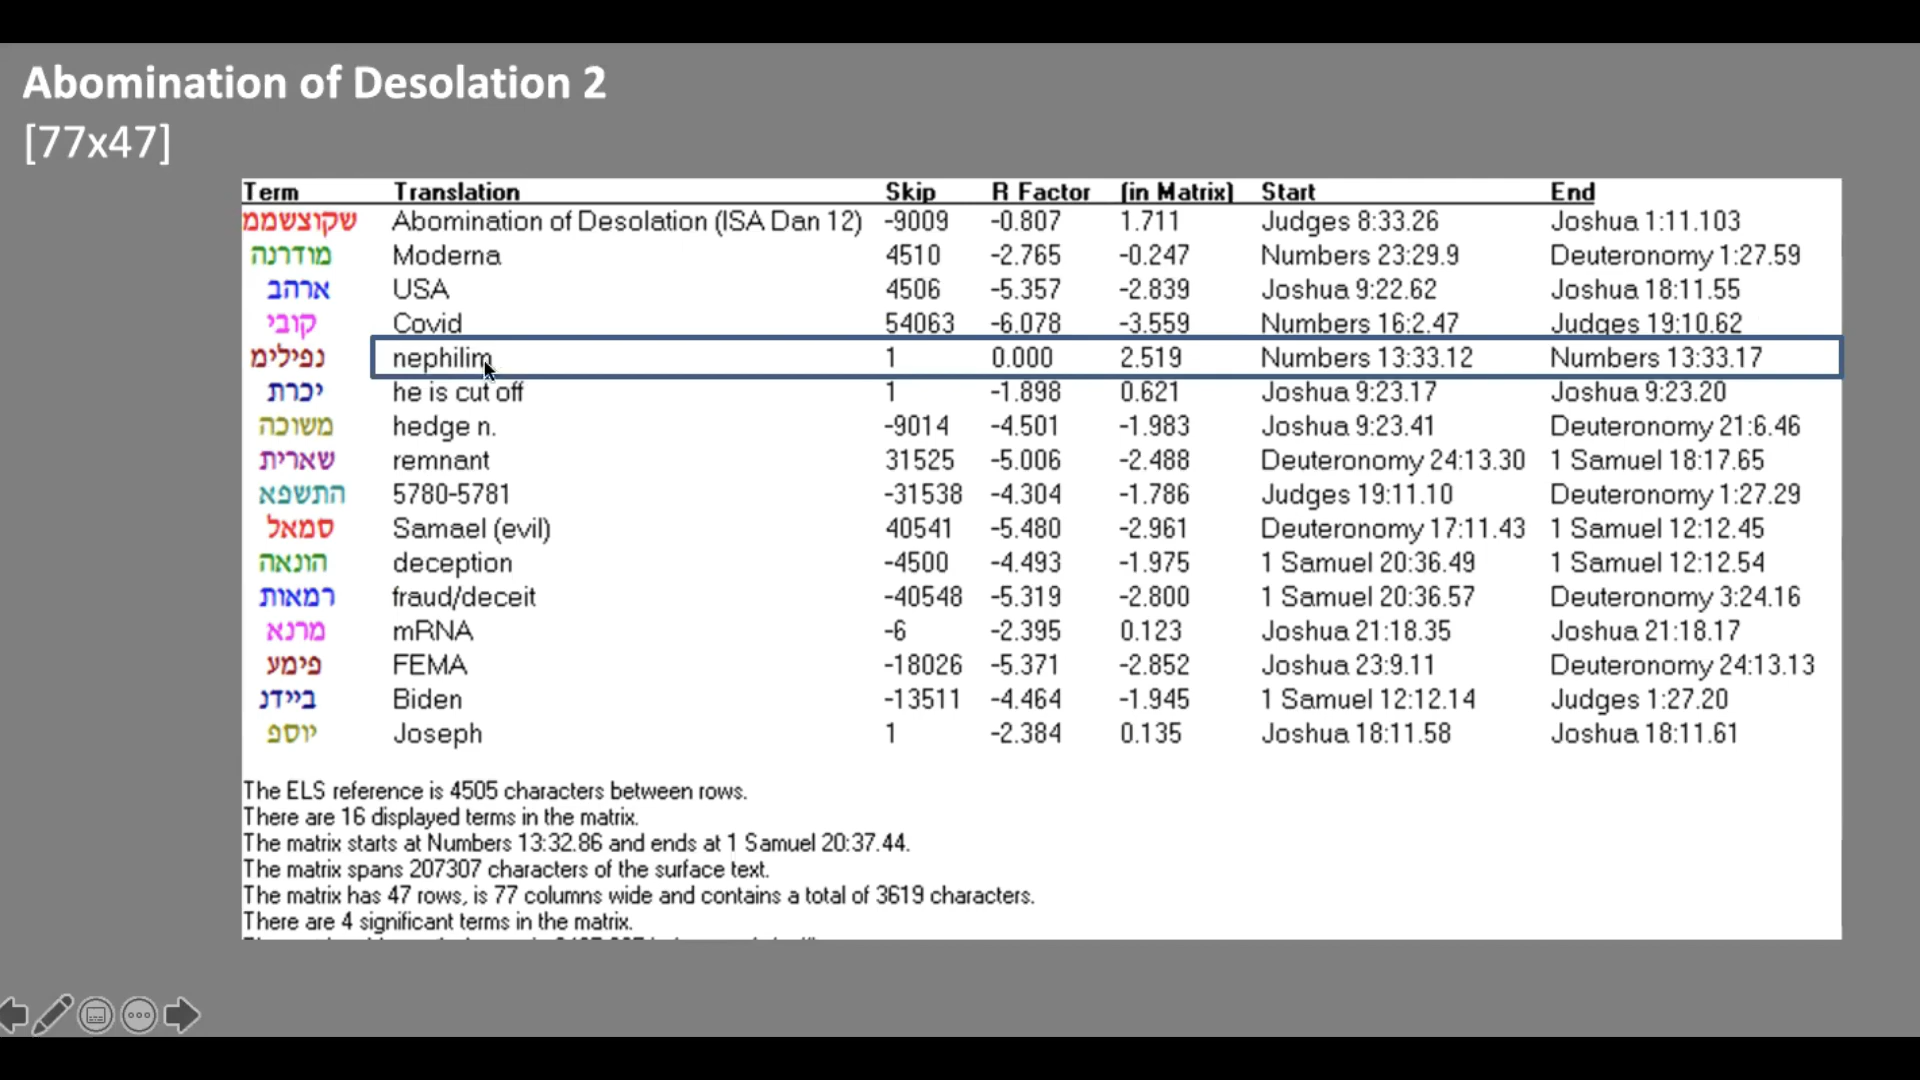 Abomination of Desolation 2
[77x47]
Term Translation Skip R Factor (in Matrix) Start End
שקוצשממ Abomination of Desolation (ISA Dan 12) -9009 -0.807 1.711 Judges 8:33.26 Joshua 1:11.103
מודרנה Moderna 4510 -2.765 -0.247 Numbers 23:29.9 Deuteronomy 1:27.59
ארהב USA 4506 -5.357 -2.839 Joshua 9:22.62 Joshua 18:11.55
קובי Covid 54063 -6.078 -3.559 Numbers 16:2.47 Judges 19:10.62
נפילימ nephilim 1 0.000 2.519 Numbers 13:33.12 Numbers 13:33.17
יכרת he is cut off 1 -1.898 0.621 Joshua 9:23.17 Joshua 9:23.20
משוכה hedge n. -9014 -4.501 -1.983 Joshua 9:23.41 Deuteronomy 21:6.46
שארית remnant 31525 -5.006 -2.488 Deuteronomy 24:13.30 1 Samuel 18:17.65
התשפא 5780-5781 -31538 -4.304 -1.786 Judges 19:11.10 Deuteronomy 1:27.29
סמאל Samael (evil) 40541 -5.480 -2.961 Deuteronomy 17:11.43 1 Samuel 12:12.45
הונאה deception -4500 -4.493 -1.975 1 Samuel 20:36.49 1 Samuel 12:12.54
רמאות fraud/deceit -40548 -5.319 -2.800 1 Samuel 20:36.57 Deuteronomy 3:24.16
מרנא mRNA -6 -2.395 0.123 Joshua 21:18.35 Joshua 21:18.17
פימע FEMA -18026 -5.371 -2.852 Joshua 23:9.11 Deuteronomy 24:13.13
ביידנ Biden -13511 -4.464 -1.945 1 Samuel 12:12.14 Judges 1:27.20
יוספ Joseph 1 -2.384 0.135 Joshua 18:11.58 Joshua 18:11.61
The ELS reference is 4505 characters between rows.
There are 16 displayed terms in the matrix.
The matrix starts at Numbers 13:32.86 and ends at 1 Samuel 20:37.44.
The matrix spans 207307 characters of the surface text.
The matrix has 47 rows, is 77 columns wide and contains a total of 3619 characters.
There are 4 significant terms in the matrix.